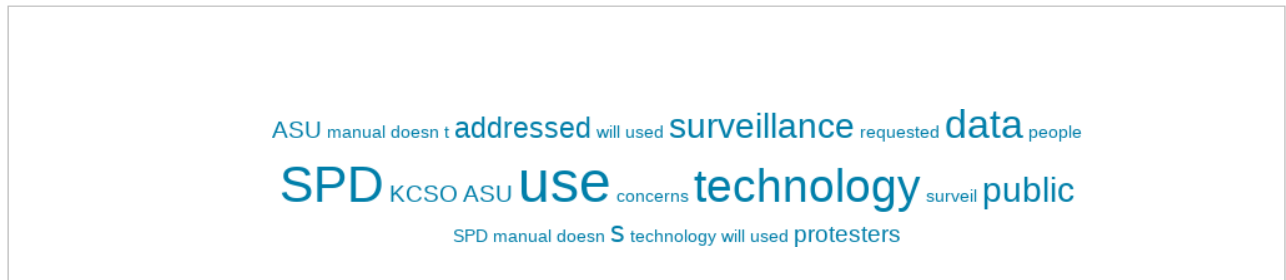 ASU manual doesn t addressed will used surveillance requested data people
SPD KCSO ASU use concerns technology surveil public
SPD manual doesn s technology will used protesters